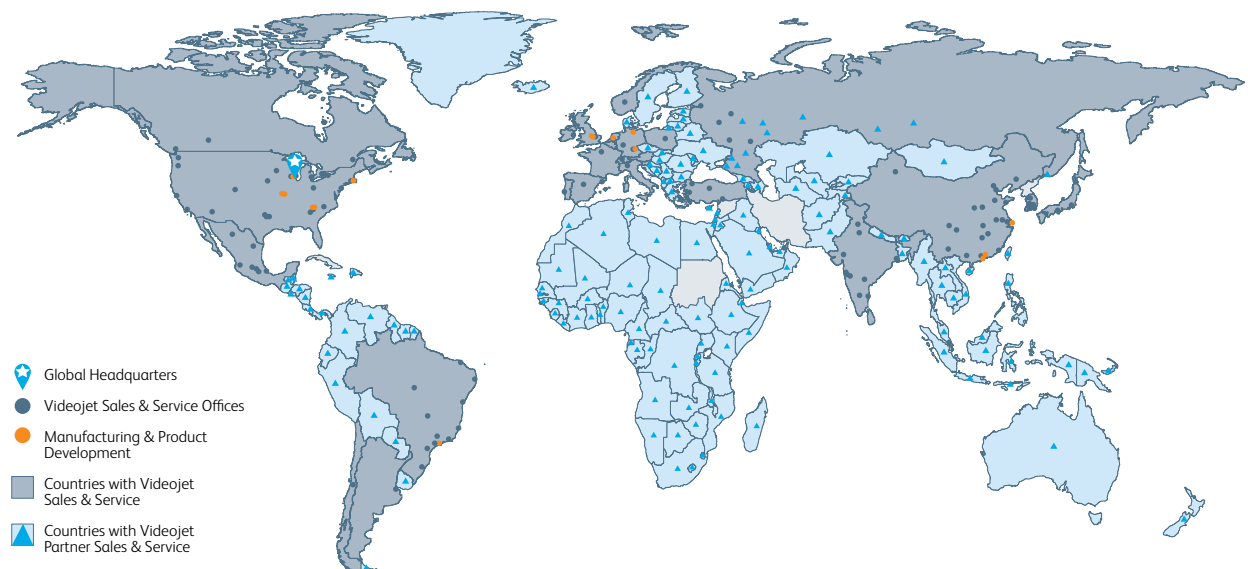 Global Headquarters
Videojet Sales & Service Offices
Manufacturing & Product
Development
Countries with Videojet
Sales & Service
Countries with Videojet
Partner Sales & Service